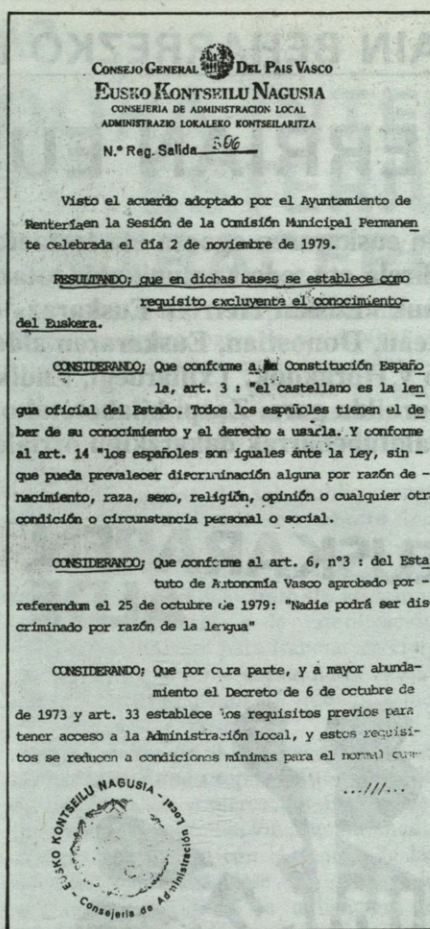 CONSEJO GENERAL DEL PAIS VASCO
EUSKO KONTSEILU NAGUSIA
CONSEJERIA DE ADMINISTRACION LOCAL
ADMINISTRAZIO LOKALEKO KONTSEILARITZA
N.º Reg. Salida 506
Visto el acuerdo adoptado por el Ayuntamiento de
Renteríaen la Sesión de la Comisión Municipal Permanen
te celebrada el día 2 de noviembre de 1979.
RESULTANDO; que en dichas bases se establece como
requisito excluyente el conocimiento-
del Euskera.
CONSIDERANDO; Que conforme a la Constitución Españo
la, art. 3 : "el castellano es la len
gua oficial del Estado. Todos los españoles tienen el de
ber de su conocimiento y el derecho a usarla. Y conforme
al art. 14 "los españoles son iguales ánte la Ley, sin -
que pueda prevalecer discriminación alguna por razón de -
nacimiento, raza, sexo, religión, opinión o cualquier otr
condición o circunstancia personal o social.
CONSIDERANDO; Que conforme al art. 6, nº3 : del Esta
tuto de Autonomía Vasco aprobado por -
referendum el 25 de octubre de 1979: "Nadie podrá ser dis
criminado por razón de la lengua"
CONSIDERANDO; Que por otra parte, y a mayor abunda-
miento el Decreto de 6 de octubre de
de 1973 y art. 33 establece los requisitos previos para
tener acceso a la Administración Local, y estos requisi-
tos se reducen a condiciones mínimas para el normal cum-
...///...
EUSKO KONTSEILU NAGUSIA -
Consejería de Administración Local